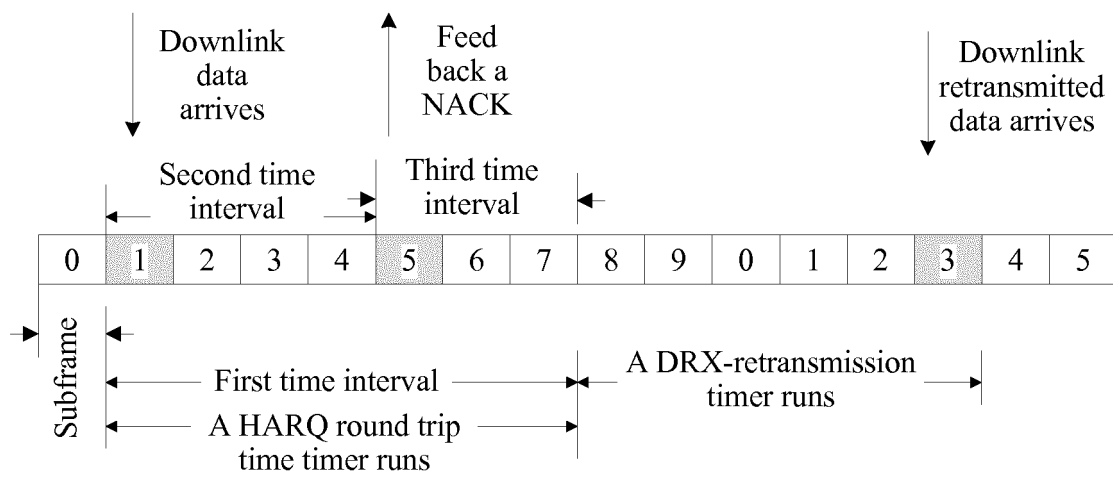 Downlink
data
arrives
Feed
back a
NACK
Downlink
retransmitted
data arrives
Second time
interval
Third time
interval
0 1 2 3 4 5 6 7 8 9 0 1 2 3 4 5
Subframe
First time interval
A HARQ round trip
time timer runs
A DRX-retransmission
timer runs